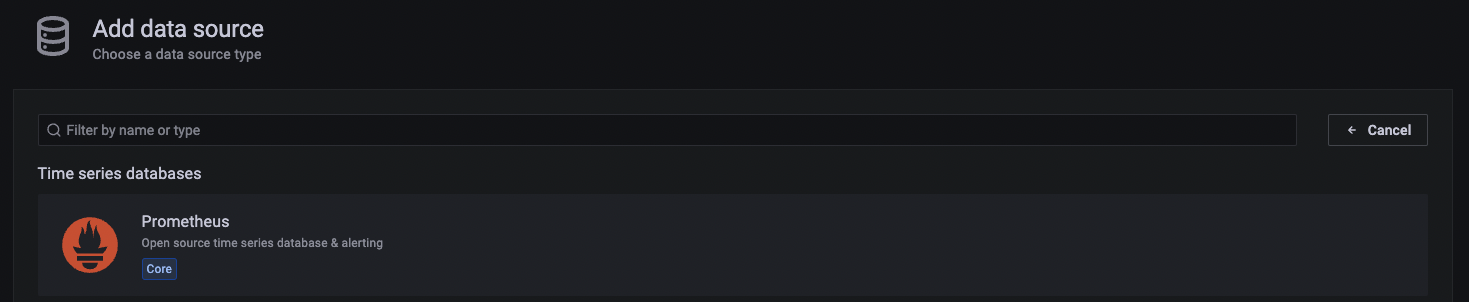 Add data source
Choose a data source type
Filter by name or type
Cancel
Time series databases
Prometheus
Open source time series database & alerting
Core